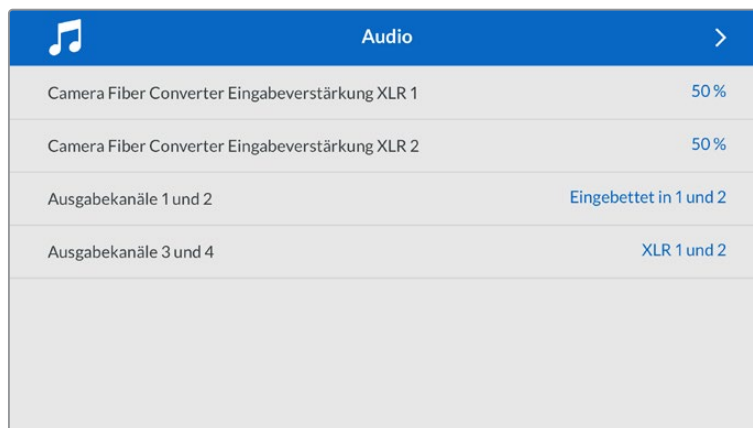 Audio
Camera Fiber Converter Eingabeverstärkung XLR 1 50 %
Camera Fiber Converter Eingabeverstärkung XLR 2 50 %
Ausgabekanäle 1 und 2 Eingebettet in 1 und 2
Ausgabekanäle 3 und 4 XLR 1 und 2